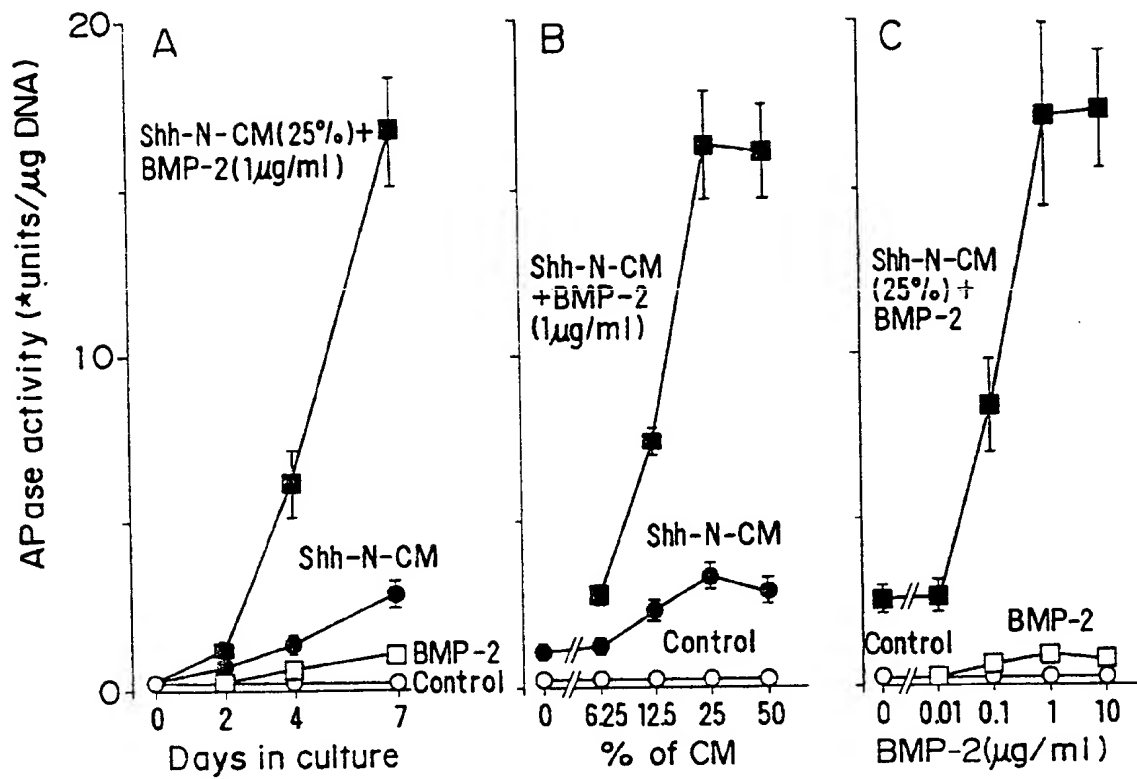 APase activity (*units/μg DNA)
20
10
0
A
Shh-N-CM(25%)+
BMP-2(1μg/ml)
Shh-N-CM
BMP-2
Control
0 2 4 7
Days in culture
B
Shh-N-CM
+BMP-2
(1μg/ml)
Shh-N-CM
Control
0 6.25 12.5 25 50
% of CM
C
Shh-N-CM
(25%)+
BMP-2
Control
BMP-2
0 0.01 0.1 1 10
BMP-2(μg/ml)